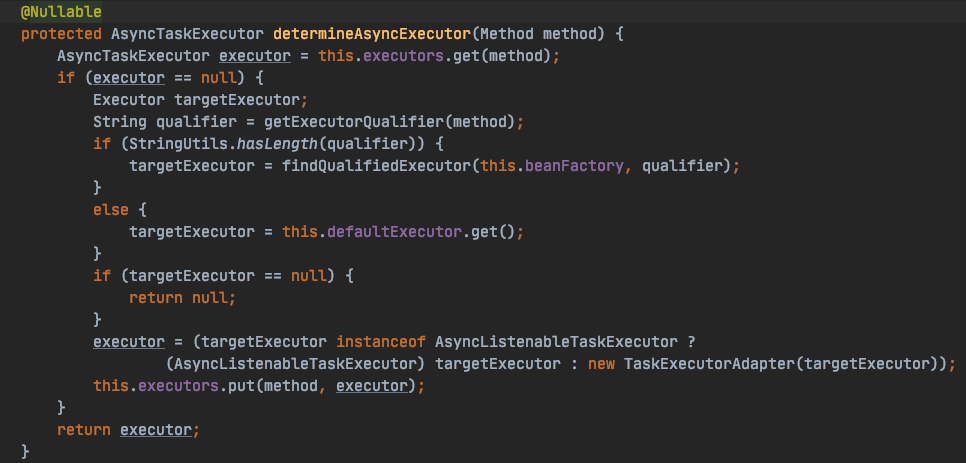 @Nullable
protected AsyncTaskExecutor determineAsyncExecutor(Method method) {
    AsyncTaskExecutor executor = this.executors.get(method);
    if (executor == null) {
        Executor targetExecutor;
        String qualifier = getExecutorQualifier(method);
        if (StringUtils.hasLength(qualifier)) {
            targetExecutor = findQualifiedExecutor(this.beanFactory, qualifier);
        }
        else {
            targetExecutor = this.defaultExecutor.get();
        }
        if (targetExecutor == null) {
            return null;
        }
        executor = (targetExecutor instanceof AsyncListenableTaskExecutor ?
                (AsyncListenableTaskExecutor) targetExecutor : new TaskExecutorAdapter(targetExecutor));
        this.executors.put(method, executor);
    }
    return executor;
}